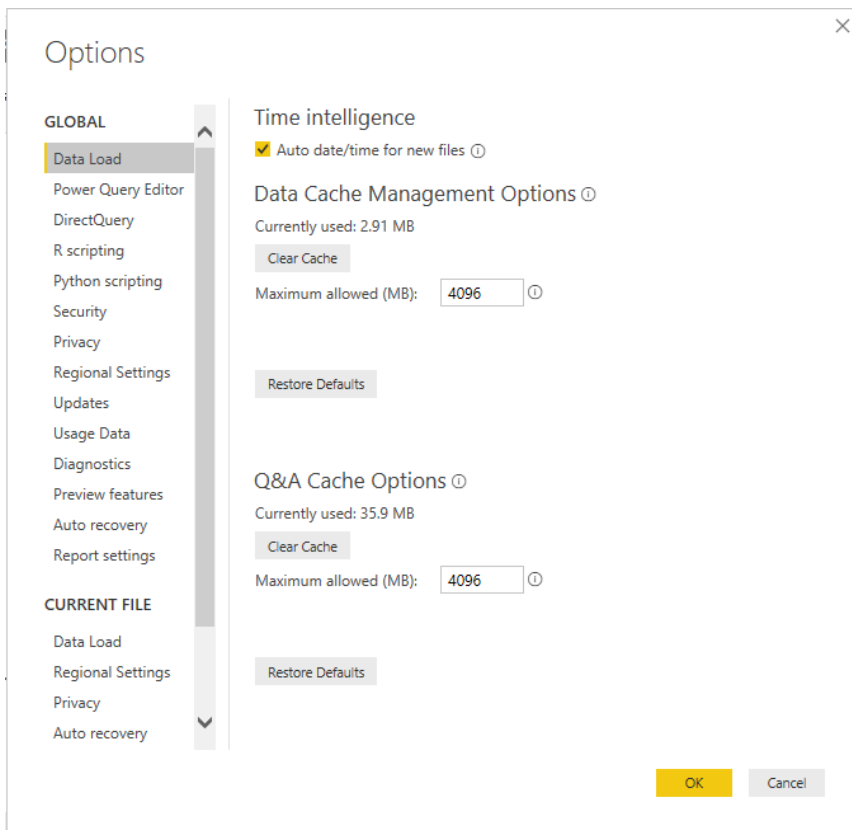 Options
GLOBAL
Data Load
Power Query Editor
DirectQuery
R scripting
Python scripting
Security
Privacy
Regional Settings
Updates
Usage Data
Diagnostics
Preview features
Auto recovery
Report settings
CURRENT FILE
Data Load
Regional Settings
Privacy
Auto recovery
Time intelligence
Auto date/time for new files
Data Cache Management Options
Currently used: 2.91 MB
Clear Cache
Maximum allowed (MB): 4096
Restore Defaults
Q&A Cache Options
Currently used: 35.9 MB
Clear Cache
Maximum allowed (MB): 4096
Restore Defaults
OK Cancel